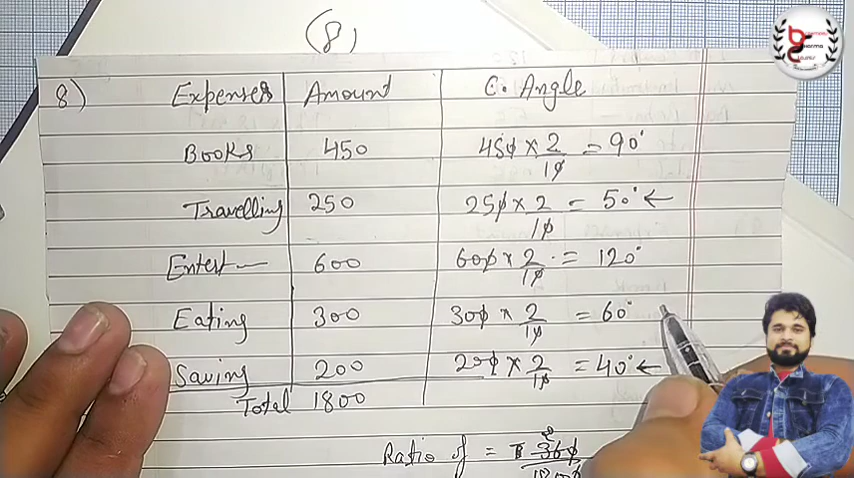 (8)
8) Expenses Amount C. Angle
Books 450 450 × 2/10 = 90°
Travelling 250 250 × 2/10 = 50° ←
Entert— 600 600 × 2/10 = 120°
Eating 300 300 × 2/10 = 60°
Saving 200 200 × 2/10 = 40° ←
Total 1800
Ratio of = 360